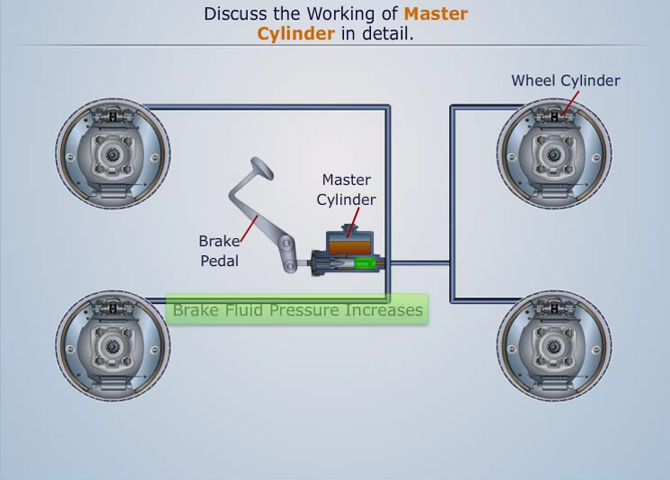 Discuss the Working of Master
Cylinder in detail.
Wheel Cylinder
Master
Cylinder
Brake
Pedal
Brake Fluid Pressure Increases